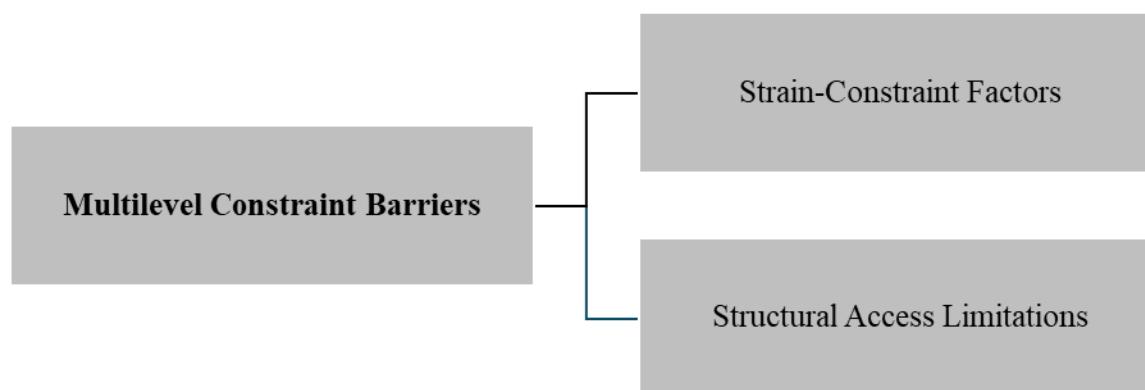 Strain-Constraint Factors
Multilevel Constraint Barriers
Structural Access Limitations